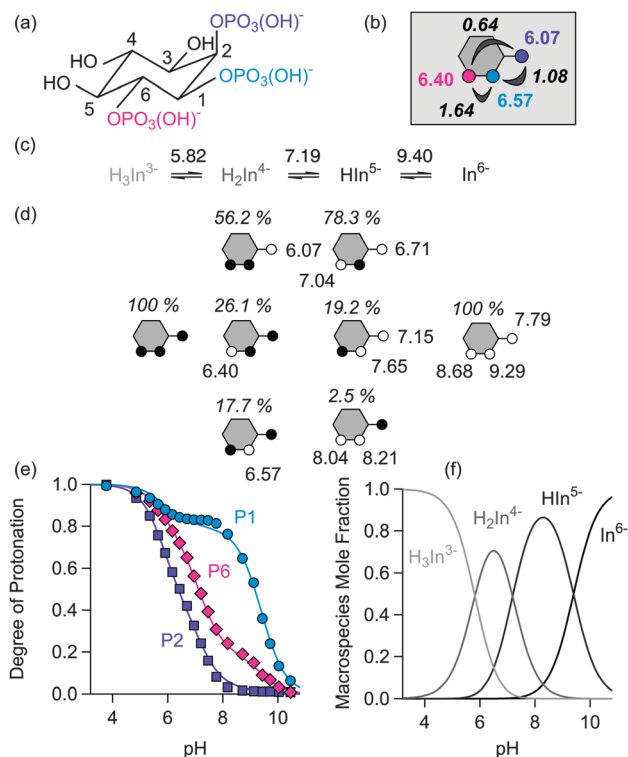 (a)
OPO₃(OH)⁻
HO
4
OH
3
2
HO
5
6
1
OPO₃(OH)⁻
OPO₃(OH)⁻
(b)
0.64
6.07
6.40
1.08
6.57
1.64
(c)
5.82 7.19 9.40
H₃In³⁻ ⇌ H₂In⁴⁻ ⇌ HIn⁵⁻ ⇌ In⁶⁻
(d)
56.2 % 78.3 %
6.07 6.71
7.04
100 % 26.1 % 19.2 % 100 %
7.79
7.15
6.40 7.65 8.68 9.29
17.7 % 2.5 %
6.57 8.04 8.21
(e)
Degree of Protonation
1.0
0.8
0.6
0.4
0.2
0.0
P1
P6
P2
4 6 8 10
pH
(f)
Macrospecies Mole Fraction
1.0
0.8
0.6
0.4
0.2
0.0
H₃In³⁻
H₂In⁴⁻
HIn⁵⁻
In⁶⁻
4 6 8 10
pH